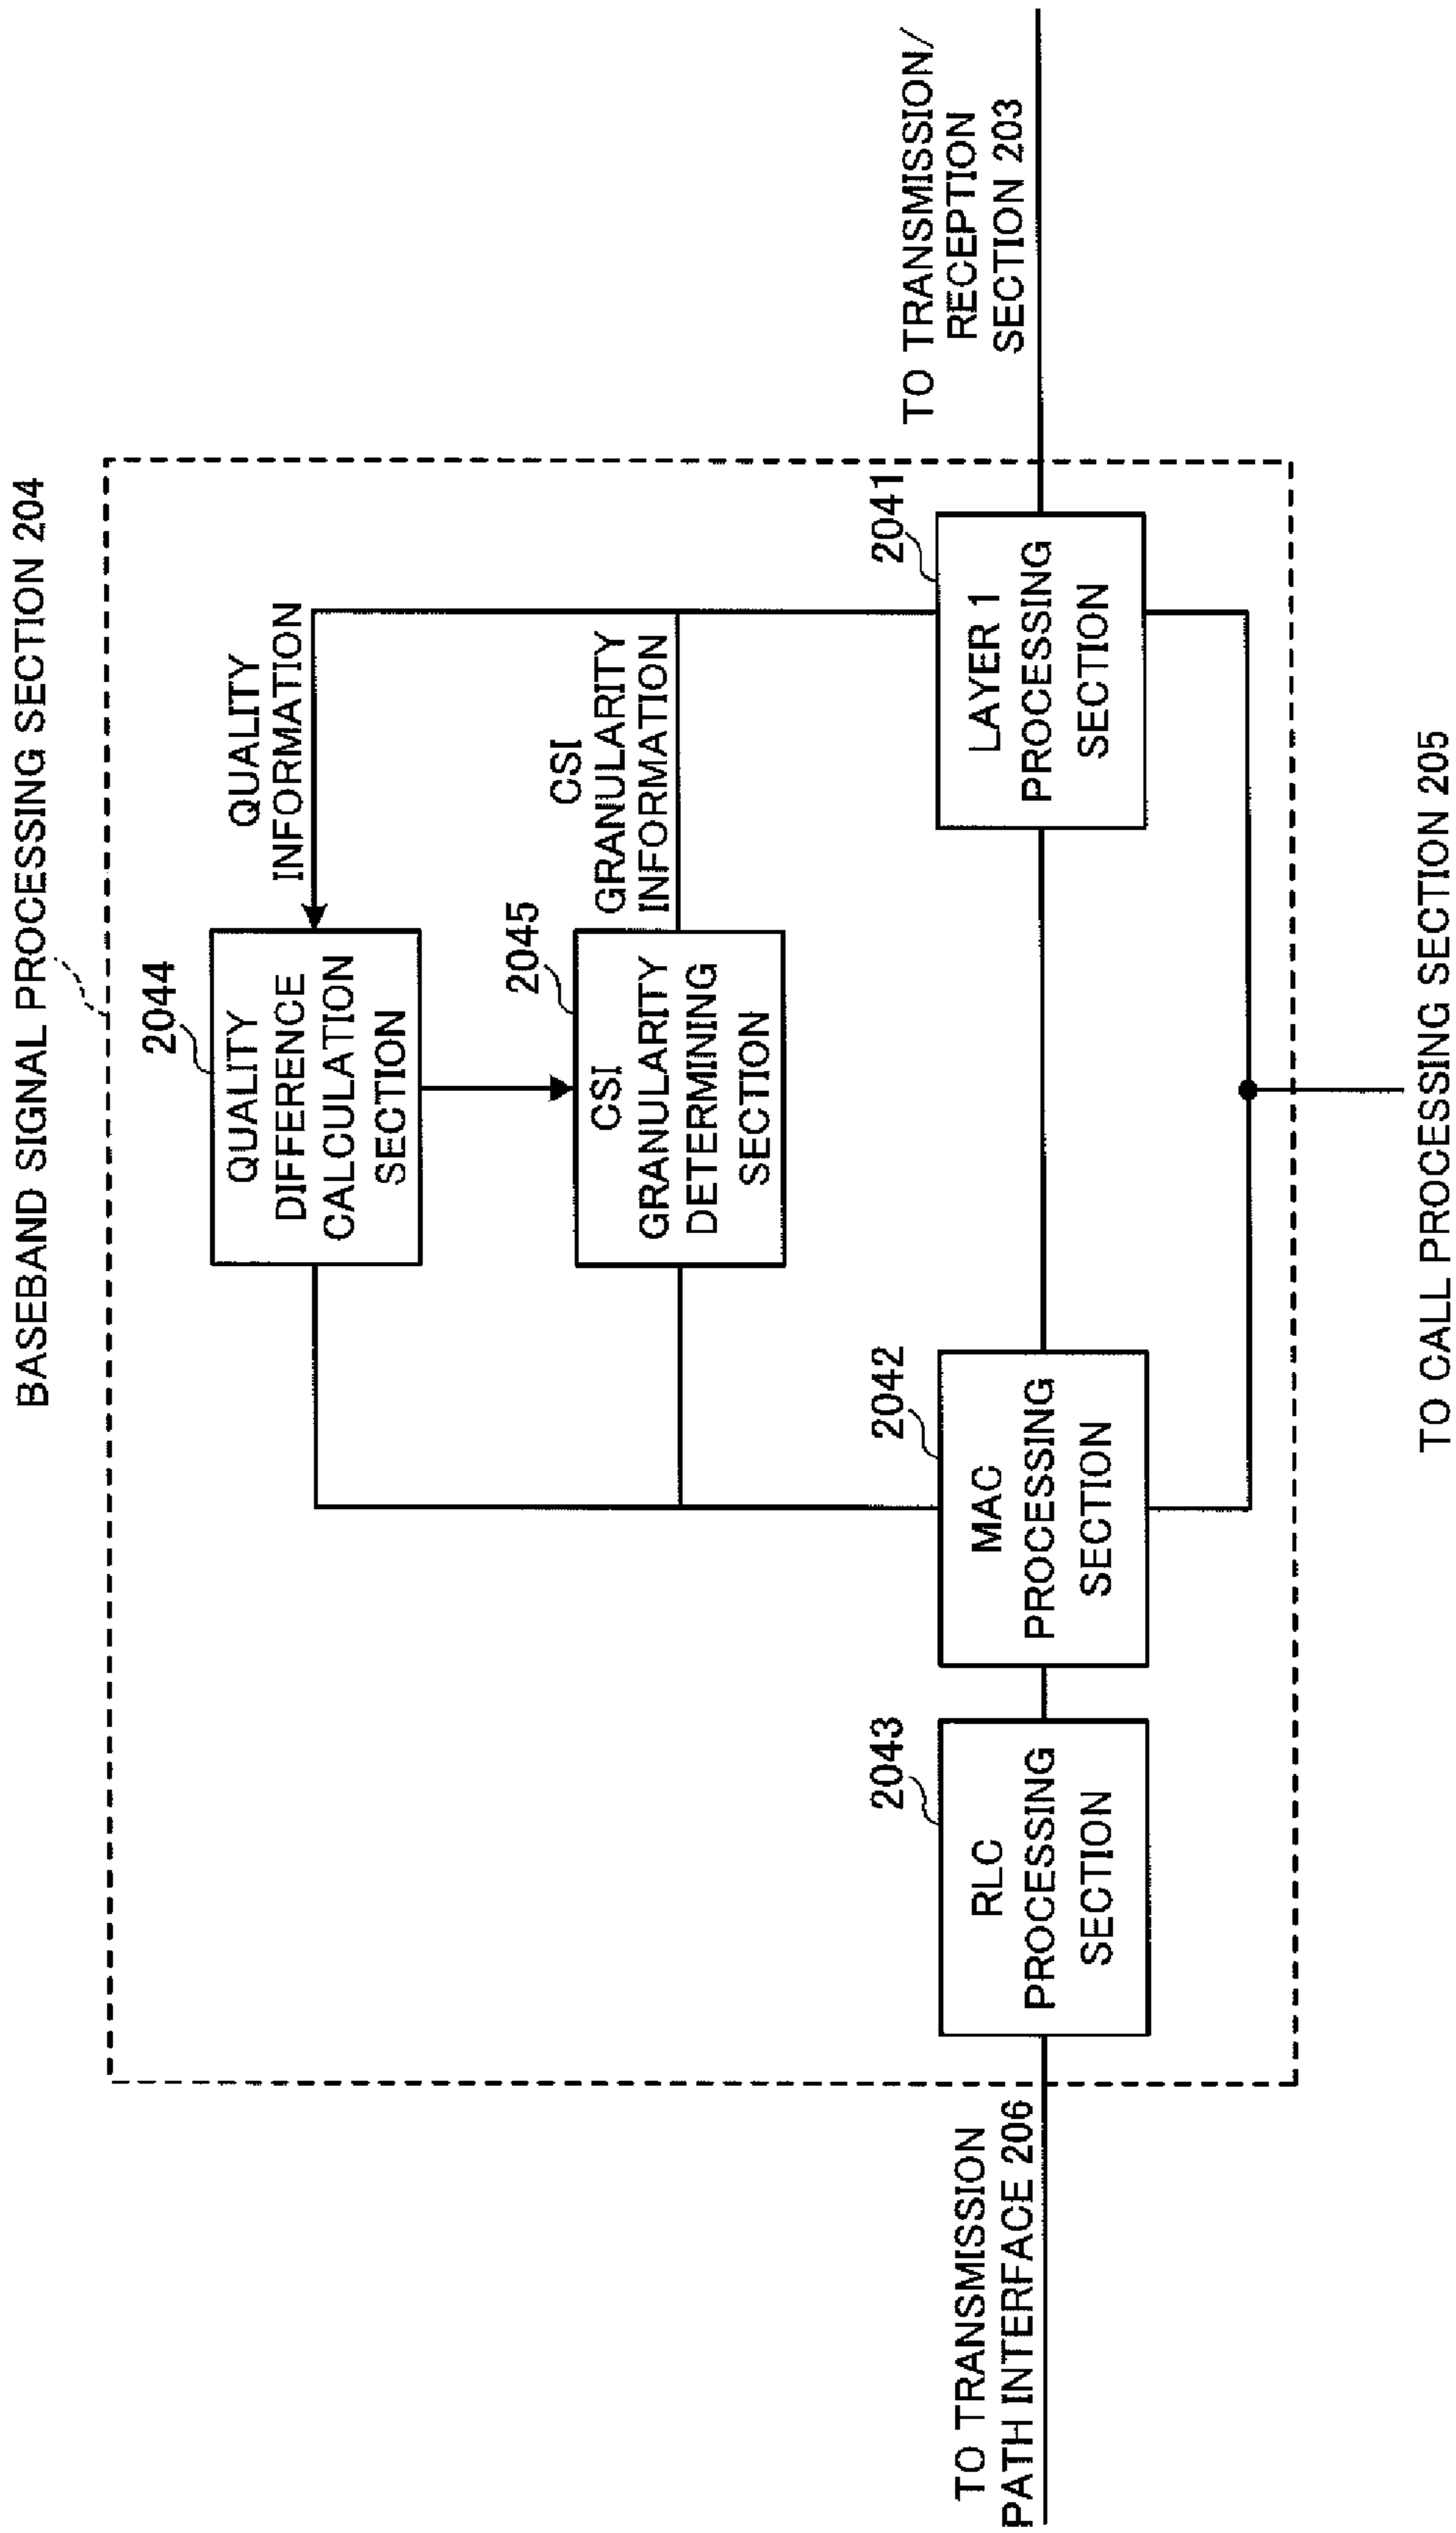 BASEBAND SIGNAL PROCESSING SECTION 204
2044
QUALITY
DIFFERENCE
CALCULATION
SECTION
QUALITY
INFORMATION
2045
CSI
GRANULARITY
DETERMINING
SECTION
CSI
GRANULARITY
INFORMATION
TO TRANSMISSION
PATH INTERFACE 206
2043
RLC
PROCESSING
SECTION
2042
MAC
PROCESSING
SECTION
2041
LAYER 1
PROCESSING
SECTION
TO TRANSMISSION/
RECEPTION
SECTION 203
TO CALL PROCESSING SECTION 205